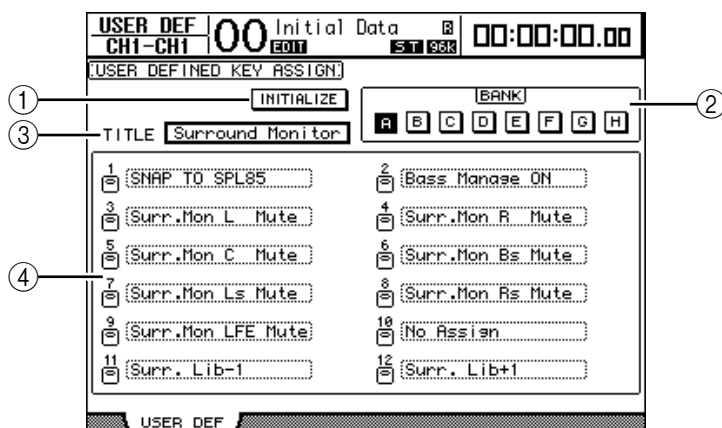 USER DEF 00 Initial Data B 00:00:00.00
CH1-CH1 EDIT ST 96k
USER DEFINED KEY ASSIGN
① INITIALIZE BANK ②
③ TITLE Surround Monitor A B C D E F G H
1 SNAP TO SPL85 2 Bass Manage ON
3 Surr.Mon L Mute 4 Surr.Mon R Mute
5 Surr.Mon C Mute 6 Surr.Mon Bs Mute
④
7 Surr.Mon Ls Mute 8 Surr.Mon Rs Mute
9 Surr.Mon LFE Mute 10 No Assign
11 Surr. Lib-1 12 Surr. Lib+1
USER DEF